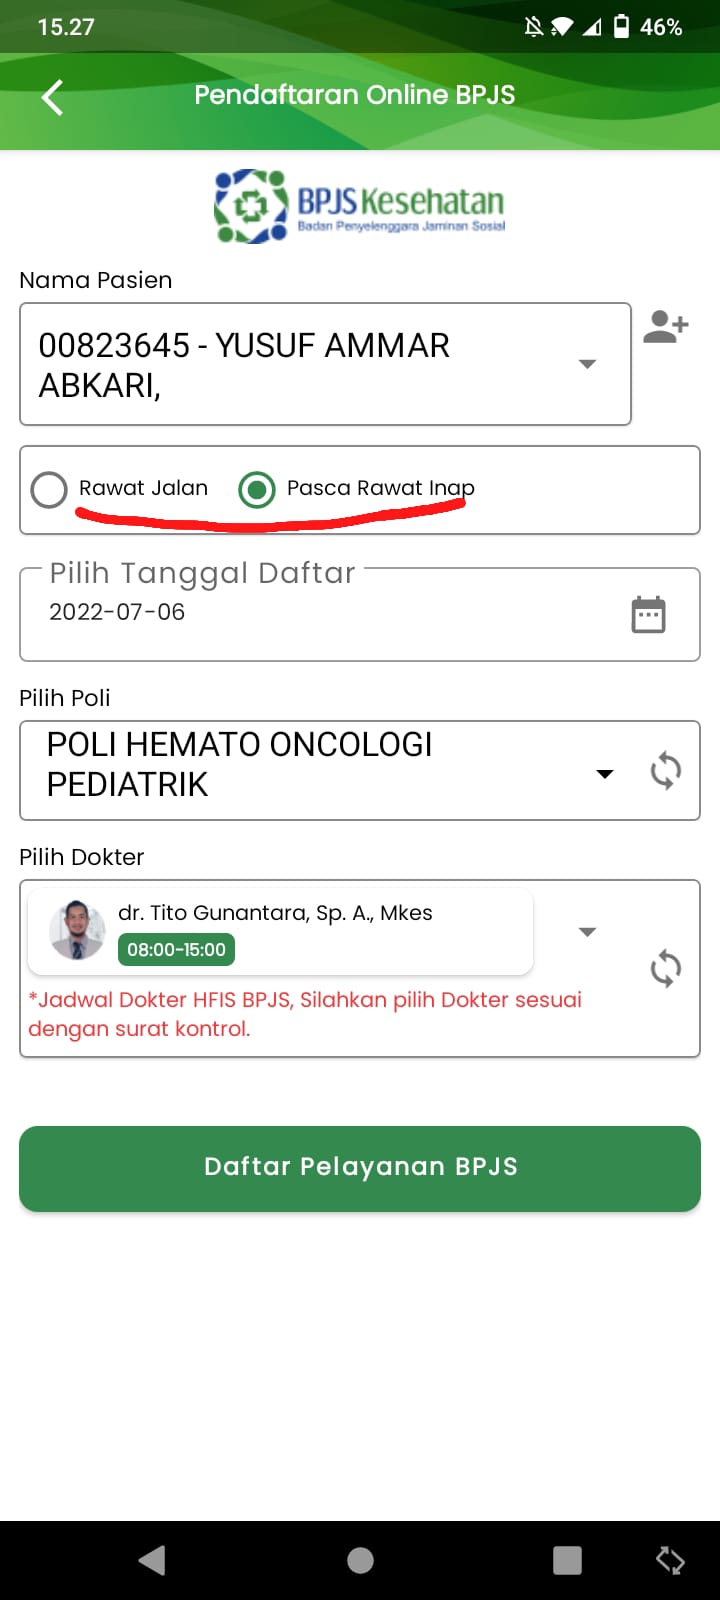 15.27
46%
Pendaftaran Online BPJS
BPJS Kesehatan
Badan Penyelenggara Jaminan Sosial
Nama Pasien
00823645 - YUSUF AMMAR
ABKARI,
Rawat Jalan Pasca Rawat Inap
Pilih Tanggal Daftar
2022-07-06
Pilih Poli
POLI HEMATO ONCOLOGI
PEDIATRIK
Pilih Dokter
dr. Tito Gunantara, Sp. A., Mkes
08:00-15:00
*Jadwal Dokter HFIS BPJS, Silahkan pilih Dokter sesuai
dengan surat kontrol.
Daftar Pelayanan BPJS